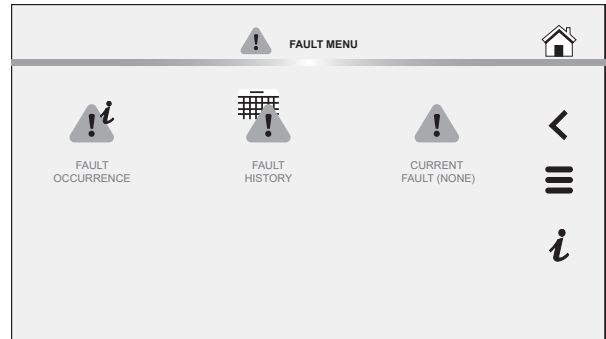 FAULT MENU
FAULT
OCCURRENCE
FAULT
HISTORY
CURRENT
FAULT (NONE)